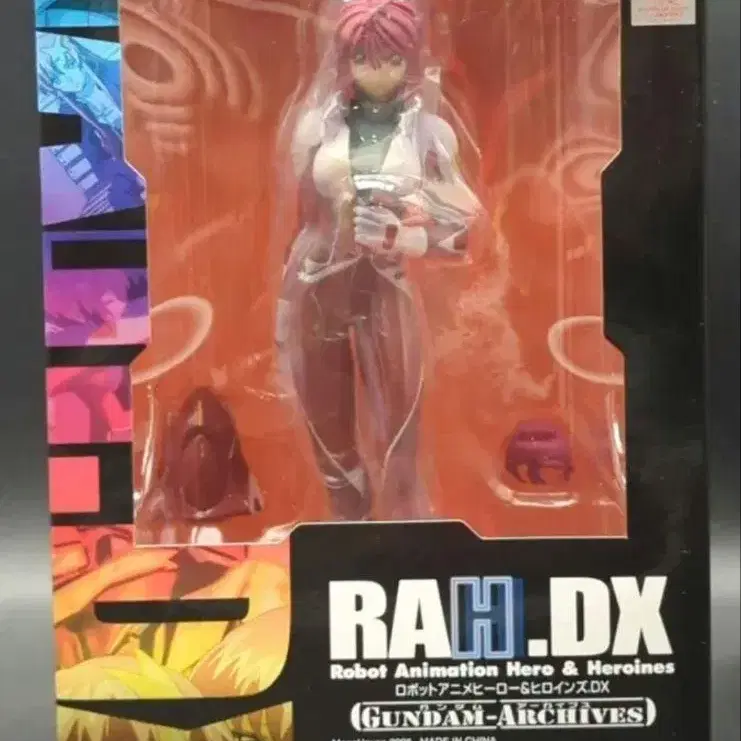 RAH.DX
Robot Animation Hero & Heroines
ロボットアニメヒーロー&ヒロインズ.DX
ガンダム アーカイブス
(GUNDAM-ARCHIVES)
MADE IN CHINA